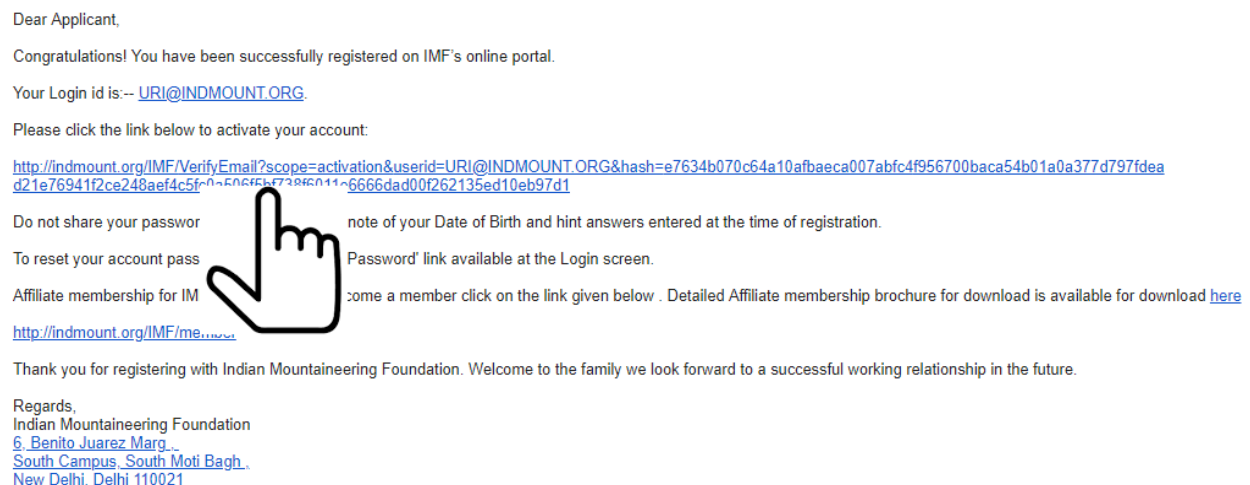 Dear Applicant,
Congratulations! You have been successfully registered on IMF's online portal.
Your Login id is:-- URI@INDMOUNT.ORG.
Please click the link below to activate your account:
http://indmount.org/IMF/VerifyEmail?scope=activation&userid=URI@INDMOUNT.ORG&hash=e7634b070c64a10afbaeca007abfc4f956700baca54b01a0a377d797fdea
d21e76941f2ce248aef4c5fc0a506f5bf738f6011e6666dad00f262135ed10eb97d1
Do not share your passwor note of your Date of Birth and hint answers entered at the time of registration.
To reset your account pass Password' link available at the Login screen.
Affiliate membership for IM come a member click on the link given below . Detailed Affiliate membership brochure for download is available for download here
http://indmount.org/IMF/member
Thank you for registering with Indian Mountaineering Foundation. Welcome to the family we look forward to a successful working relationship in the future.
Regards,
Indian Mountaineering Foundation
6, Benito Juarez Marg ,
South Campus, South Moti Bagh ,
New Delhi, Delhi 110021